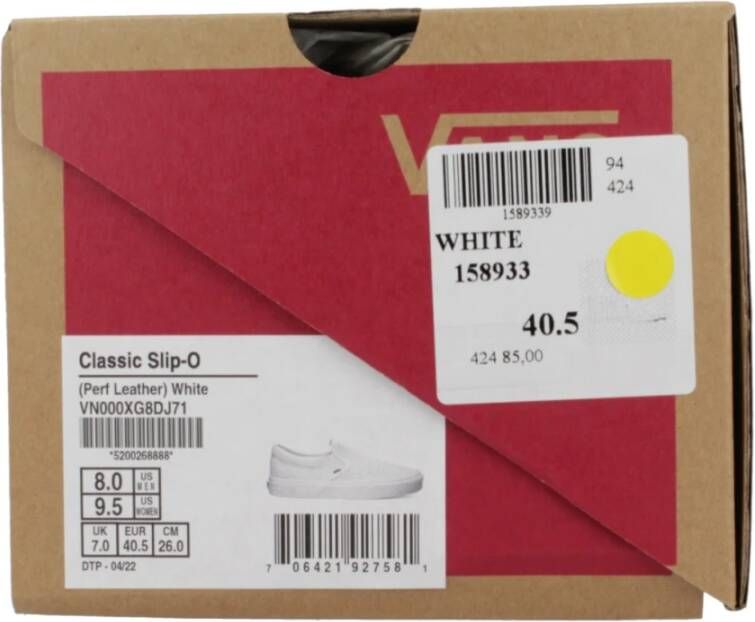 VANS
94
424
1589339
WHITE
158933
40.5
424 85,00
Classic Slip-O
(Perf Leather) White
VN000XG8DJ71
*5200268888*
8.0 US MEN
9.5 US WOMEN
UK EUR CM
7.0 40.5 26.0
DTP - 04/22
7 06421 92758 1